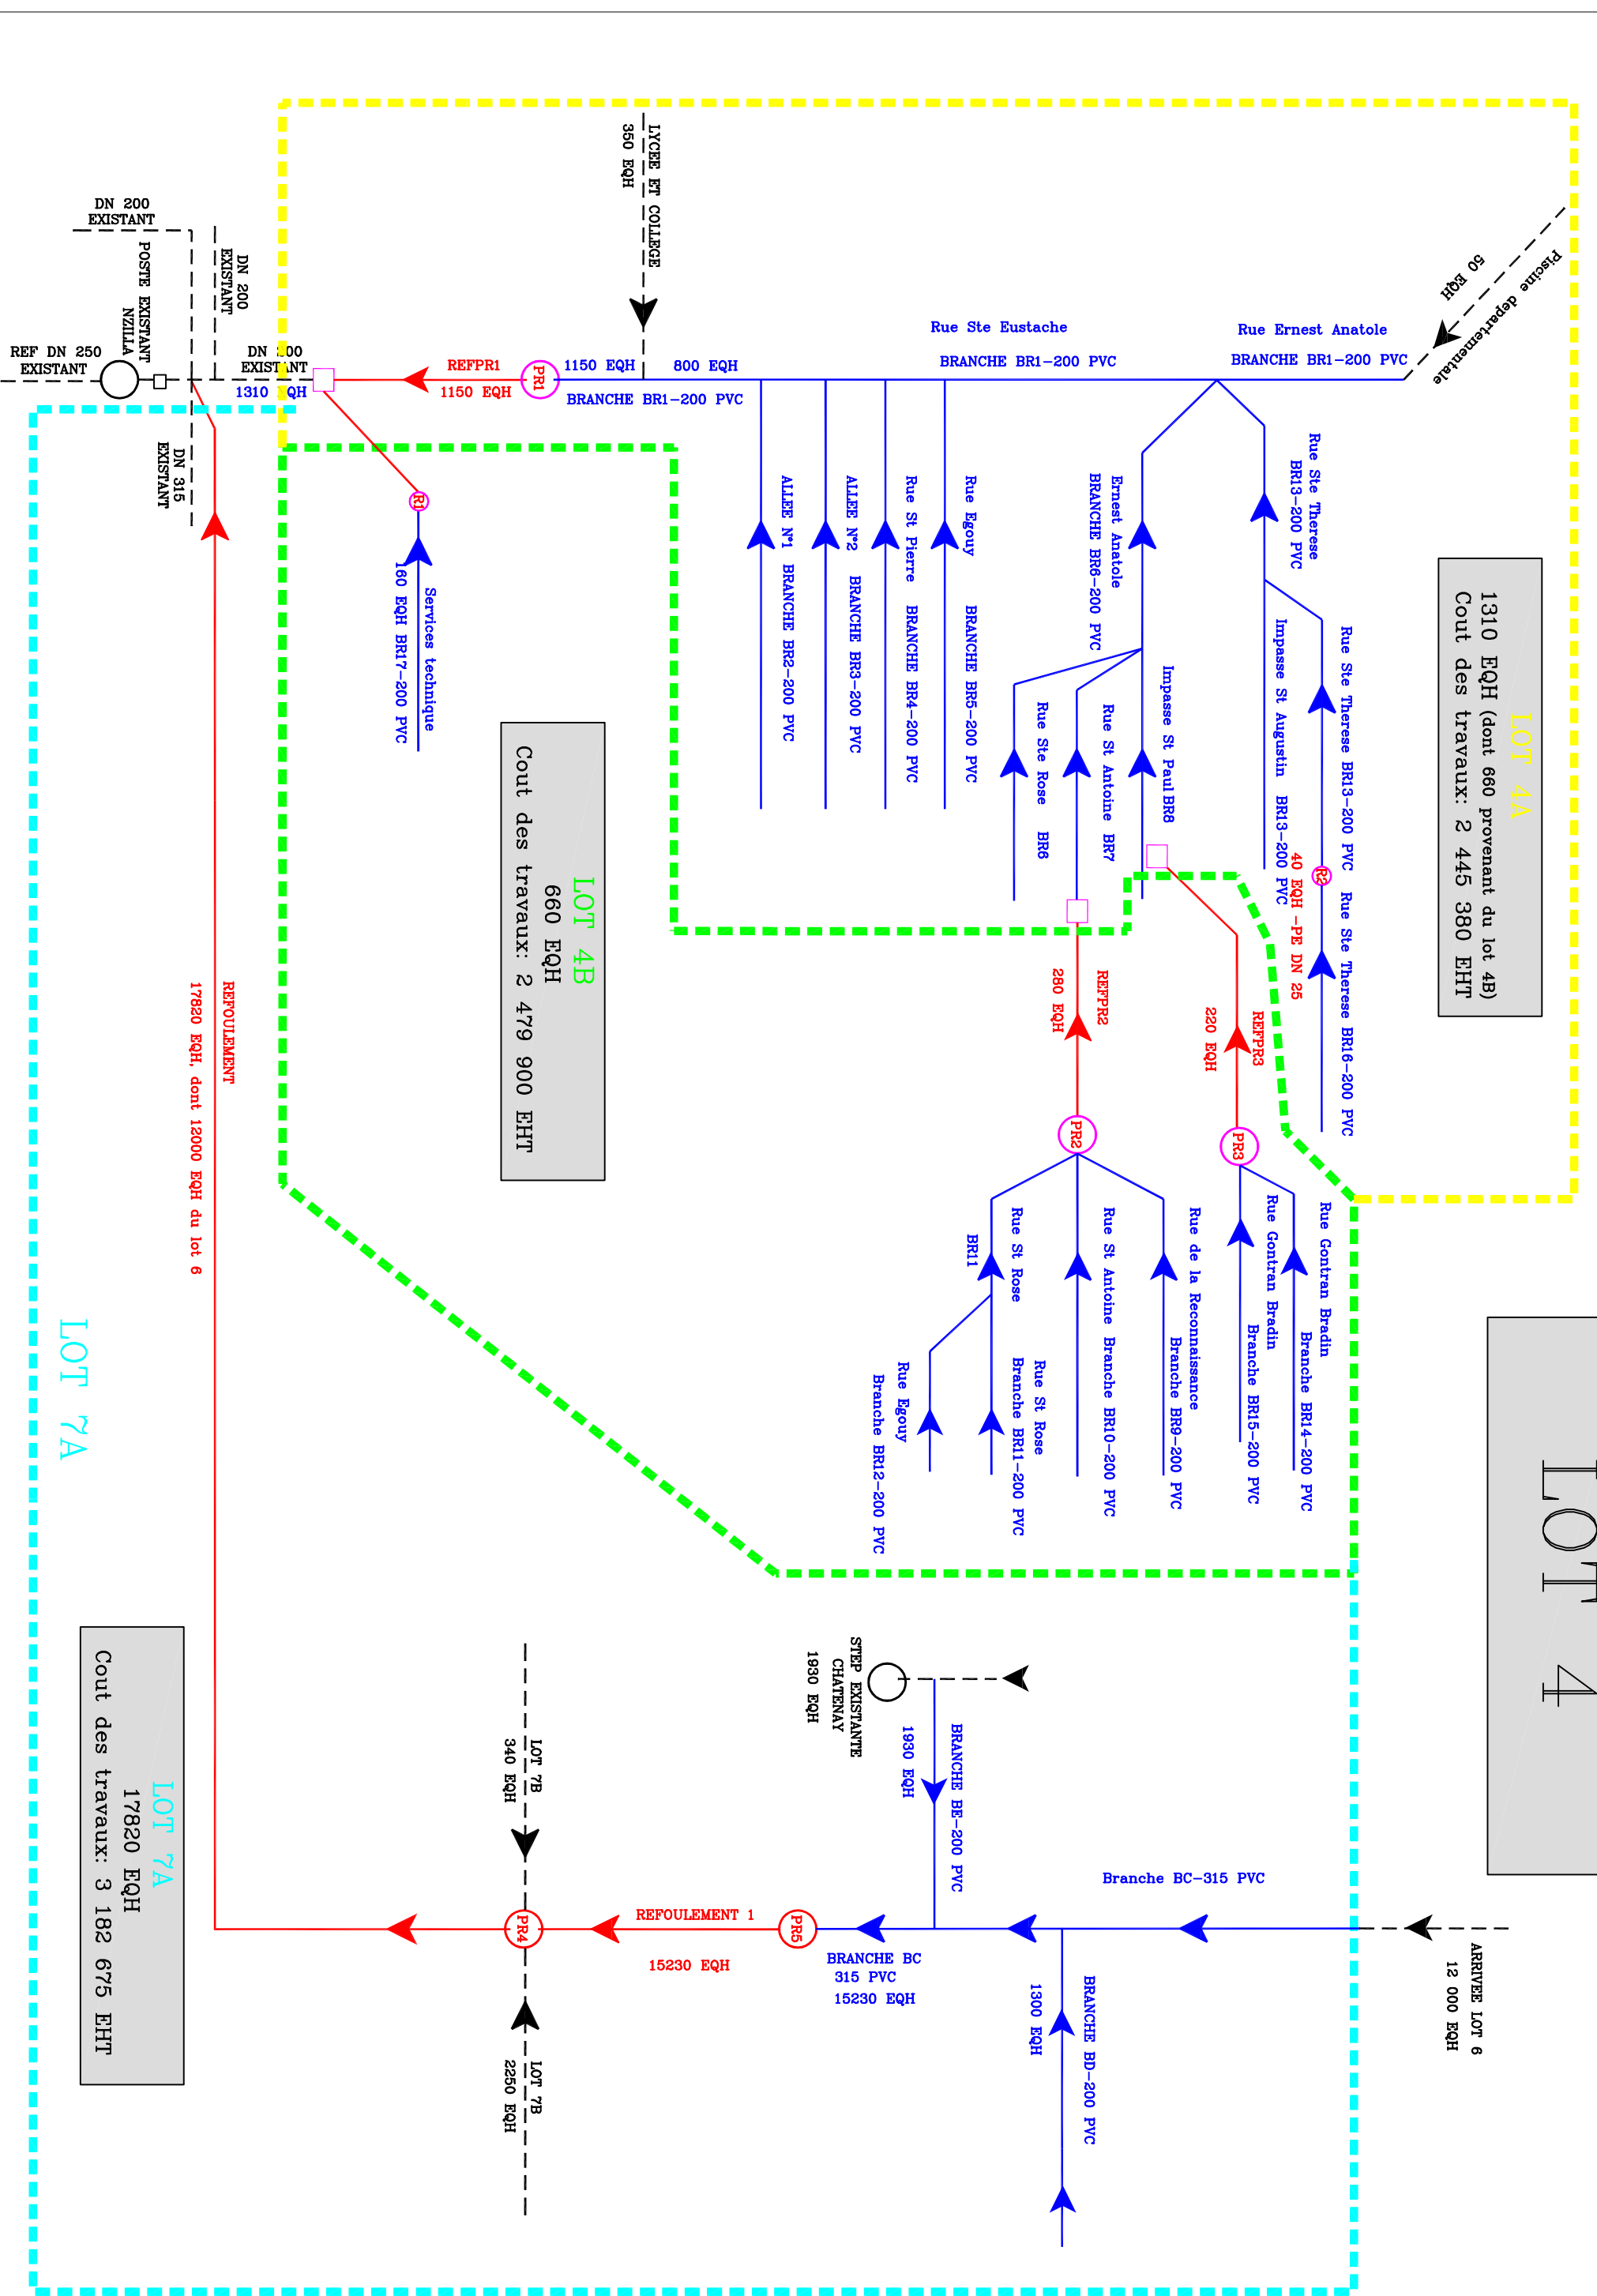 LYCEE ET COLLEGE
350 EQH
DN 200
EXISTANT
POSTE EXISTANT
NZILLA
DN 200
EXISTANT
REF DN 250
EXISTANT
DN 200
EXISTANT
1310 EQH
DN 315
EXISTANT
REFPR1
1150 EQH
PR1
1150 EQH
800 EQH
BRANCHE BR1-200 PVC
Rue Ste Eustache
BRANCHE BR1-200 PVC
Rue Ernest Anatole
BRANCHE BR1-200 PVC
50 EQH
Piscine departementale
R1
Services technique
160 EQH BR17-200 PVC
ALLEE N°1 BRANCHE BR2-200 PVC
ALLEE N°2 BRANCHE BR3-200 PVC
Rue St Pierre BRANCHE BR4-200 PVC
Rue Egouy BRANCHE BR5-200 PVC
Ernest Anatole
BRANCHE BR6-200 PVC
Rue Ste Rose BR6
Rue St Antoine BR7
Impasse St Paul BR8
Rue Ste Therese
BR13-200 PVC
Impasse St Augustin BR13-200 PVC
Rue Ste Therese BR13-200 PVC
R2
Rue Ste Therese BR16-200 PVC
40 EQH -PE DN 25
LOT 4A
1310 EQH (dont 660 provenant du lot 4B)
Cout des travaux: 2 445 380 EHT
LOT 4B
660 EQH
Cout des travaux: 2 479 900 EHT
REFPR2
280 EQH
REFPR3
220 EQH
PR2
PR3
Rue St Rose
BR11
Rue St Antoine Branche BR10-200 PVC
Rue de la Reconnaissance
Branche BR9-200 PVC
Rue Gontran Bradin
Branche BR15-200 PVC
Rue Gontran Bradin
Branche BR14-200 PVC
Rue St Rose
Branche BR11-200 PVC
Rue Egouy
Branche BR12-200 PVC
REFOULEMENT
17820 EQH, dont 12000 EQH du lot 6
LOT 7A
LOT 4
STEP EXISTANTE
CHATENAY
1930 EQH
BRANCHE BE-200 PVC
1930 EQH
LOT 7B
340 EQH
LOT 7A
17820 EQH
Cout des travaux: 3 182 675 EHT
PR4
REFOULEMENT 1
15230 EQH
PR5
BRANCHE BC
315 PVC
15230 EQH
Branche BC-315 PVC
ARRIVEE LOT 6
12 000 EQH
BRANCHE BD-200 PVC
1300 EQH
LOT 7B
2250 EQH